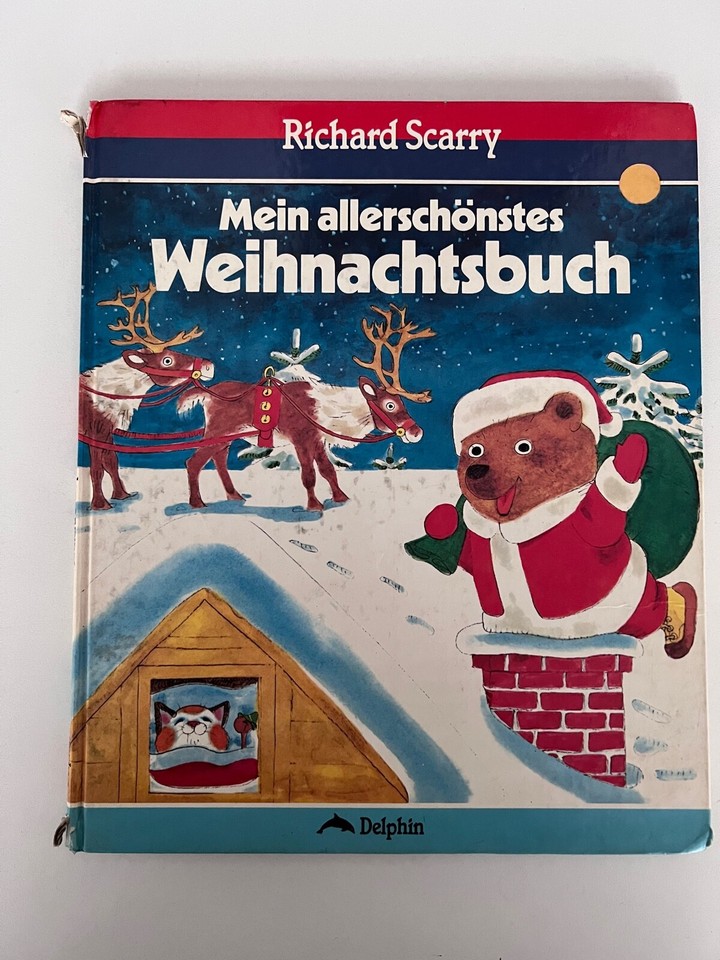 Richard Scarry
Mein allerschönstes
Weihnachtsbuch
Delphin